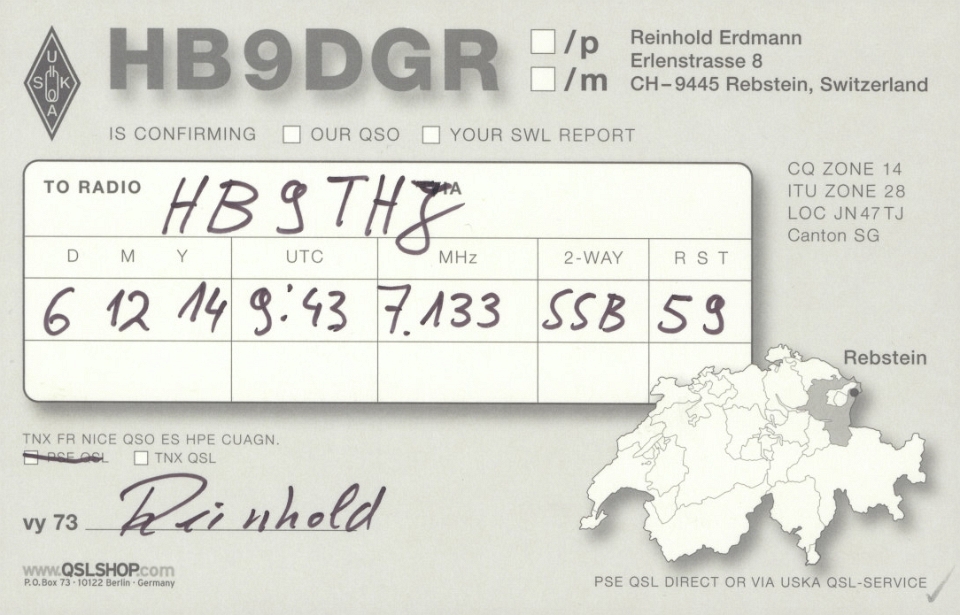 USKA
HB9DGR
/p
/m
Reinhold Erdmann
Erlenstrasse 8
CH-9445 Rebstein, Switzerland
IS CONFIRMING OUR QSO YOUR SWL REPORT
TO RADIO HB9THJ VIA
CQ ZONE 14
ITU ZONE 28
LOC JN47TJ
Canton SG
D M Y UTC MHz 2-WAY R S T
6 12 14 9:43 7.133 SSB 59
Rebstein
TNX FR NICE QSO ES HPE CUAGN.
PSE QSL TNX QSL
vy 73 Reinhold
www.QSLSHOP.com
P.O.Box 73 · 10122 Berlin · Germany
PSE QSL DIRECT OR VIA USKA QSL-SERVICE